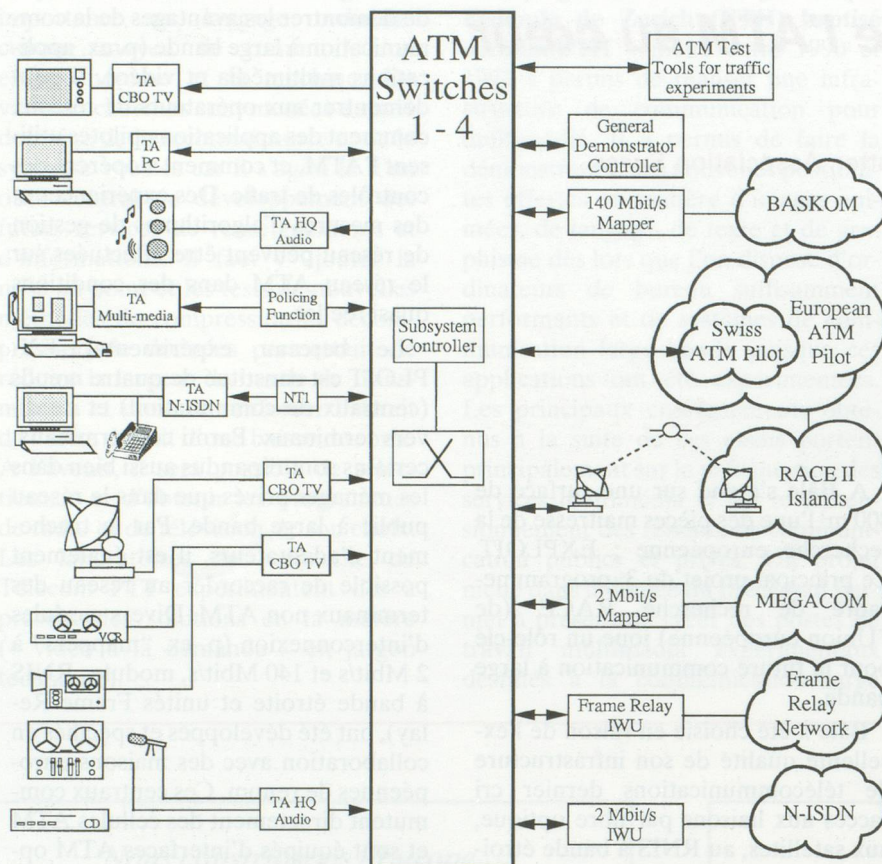 ATM
Switches
1 - 4
TA
CBO TV
TA
PC
TA HQ
Audio
TA
Multi-media
Policing
Function
TA
N-ISDN
NT1
TA
CBO TV
TA
CBO TV
VCR
CD
TA HQ
Audio
Subsystem
Controller
ATM Test
Tools for traffic
experiments
General
Demonstrator
Controller
140 Mbit/s
Mapper
BASKOM
Swiss
ATM Pilot
European
ATM
Pilot
RACE II
Islands
2 Mbit/s
Mapper
MEGACOM
Frame Relay
IWU
Frame
Relay
Network
2 Mbit/s
IWU
N-ISDN